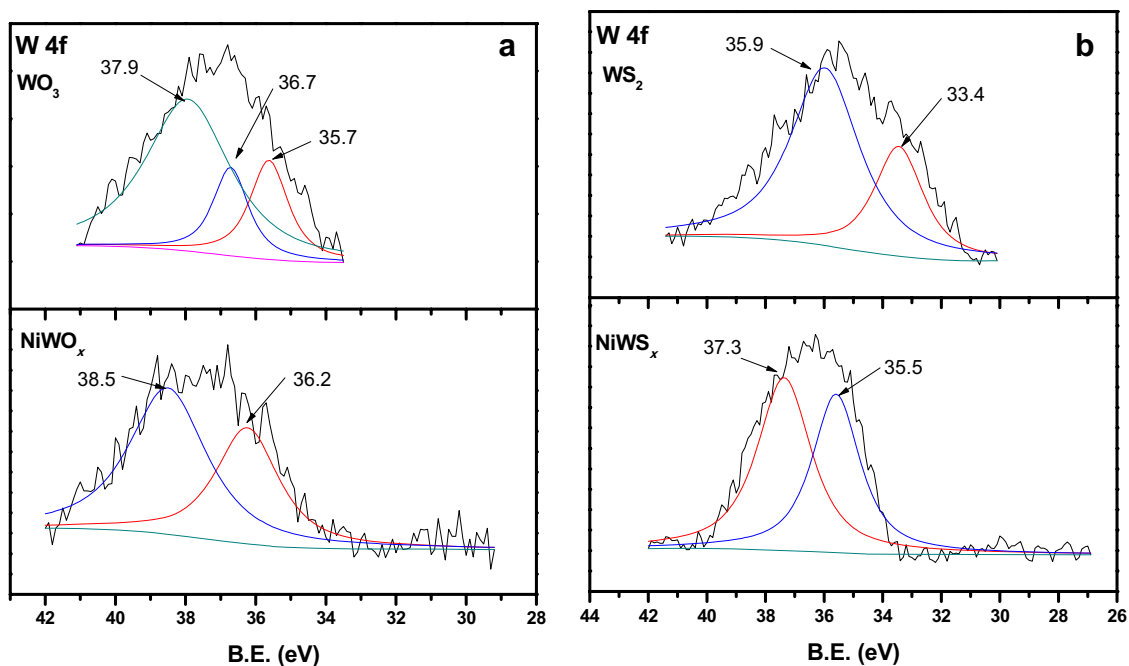 W 4f
a
WO3
37.9
36.7
35.7
NiWOx
38.5
36.2
42 40 38 36 34 32 30 28
B.E. (eV)
W 4f
b
WS2
35.9
33.4
NiWSx
37.3
35.5
44 42 40 38 36 34 32 30 28 26
B.E. (eV)